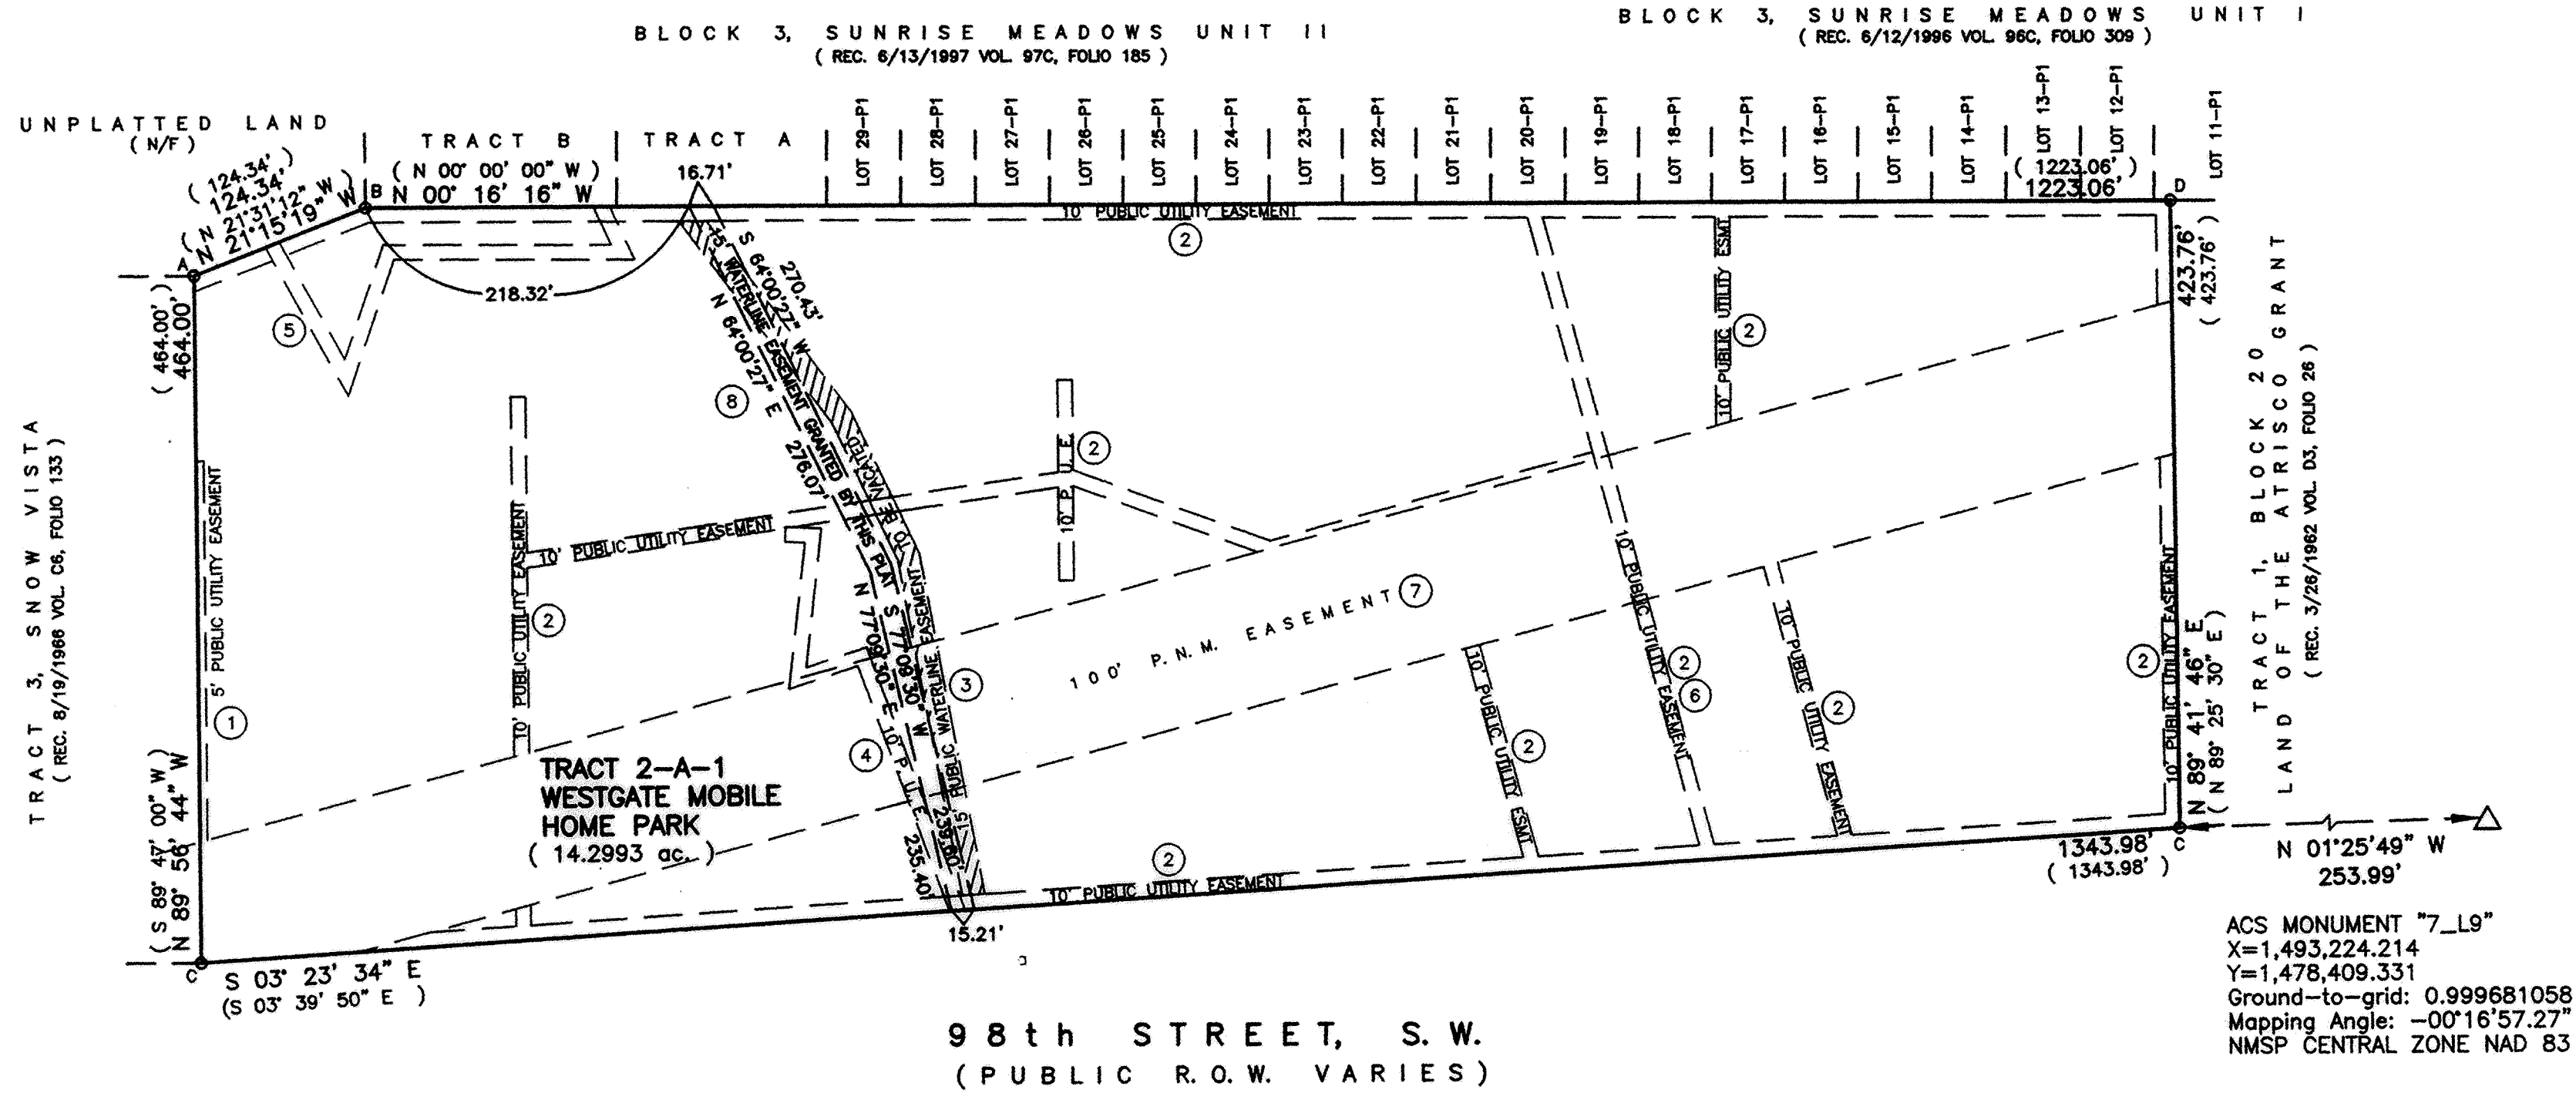 BLOCK 3, SUNRISE MEADOWS UNIT II
( REC. 6/13/1997 VOL. 97C, FOLIO 185 )
BLOCK 3, SUNRISE MEADOWS UNIT I
( REC. 6/12/1996 VOL. 96C, FOLIO 309 )
UNPLATTED LAND
( N/F )
TRACT B
TRACT A
LOT 29-P1
LOT 28-P1
LOT 27-P1
LOT 26-P1
LOT 25-P1
LOT 24-P1
LOT 23-P1
LOT 22-P1
LOT 21-P1
LOT 20-P1
LOT 19-P1
LOT 18-P1
LOT 17-P1
LOT 16-P1
LOT 15-P1
LOT 14-P1
LOT 13-P1
LOT 12-P1
LOT 11-P1
( 124.34' )
124.34'
( N 21°31'12" W )
N 21°15'19" W
A
B
( N 00° 00' 00" W )
N 00° 16' 16" W
16.71'
( 1223.06' )
1223.06'
D
10' PUBLIC UTILITY EASEMENT
2
218.32'
5
( 464.00' )
464.00'
423.76'
( 423.76' )
S 64°00'27" W
270.43'
15' WATERLINE EASEMENT GRANTED BY THIS PLAT
N 64°00'27" E
276.07'
8
10' PUBLIC UTILITY ESMT
2
TRACT 3, SNOW VISTA
( REC. 8/19/1966 VOL. C6, FOLIO 133 )
5' PUBLIC UTILITY EASEMENT
1
10' PUBLIC UTILITY EASEMENT
2
10' PUBLIC UTILITY EASEMENT
10' P.U.E.
2
15' PUBLIC WATERLINE EASEMENT TO BE VACATED
3
S 77°09'30" W
239.60'
N 77°09'30" E
235.40'
10' P.U.E.
4
100' P.N.M. EASEMENT
7
10' PUBLIC UTILITY EASEMENT
2
6
10' PUBLIC UTILITY ESMT
2
10' PUBLIC UTILITY EASEMENT
2
10' PUBLIC UTILITY EASEMENT
2
N 89° 41' 46" E
( N 89° 25' 30" E )
TRACT 1, BLOCK 20
LAND OF THE ATRISCO GRANT
( REC. 3/26/1962 VOL. D3, FOLIO 26 )
TRACT 2-A-1
WESTGATE MOBILE
HOME PARK
( 14.2993 ac. )
( S 89° 47' 00" W )
N 89° 56' 44" W
2
10' PUBLIC UTILITY EASEMENT
15.21'
1343.98'
( 1343.98' )
C
N 01°25'49" W
253.99'
C
S 03° 23' 34" E
(S 03° 39' 50" E )
ACS MONUMENT "7_L9"
X=1,493,224.214
Y=1,478,409.331
Ground-to-grid: 0.999681058
Mapping Angle: -00°16'57.27"
NMSP CENTRAL ZONE NAD 83
98th STREET, S.W.
(PUBLIC R.O.W. VARIES)